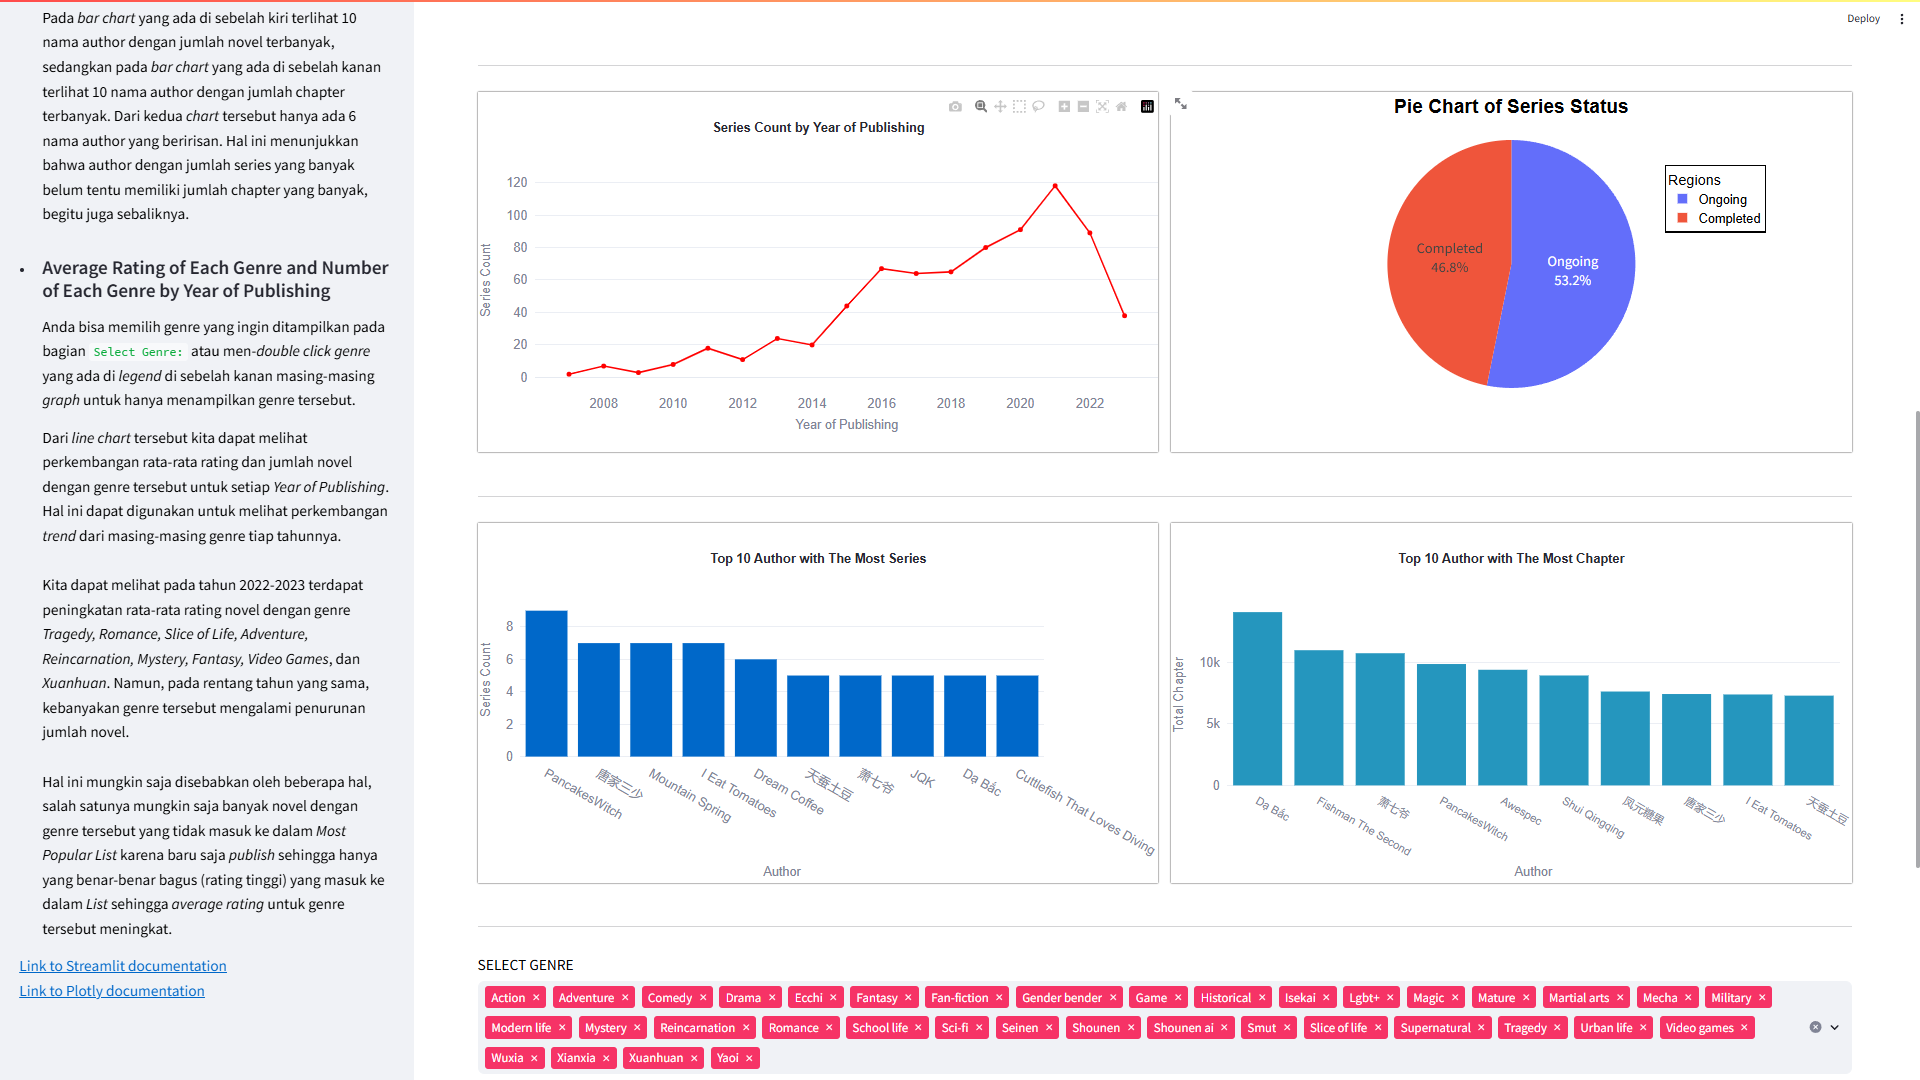 Pada bar chart yang ada di sebelah kiri terlihat 10
nama author dengan jumlah novel terbanyak,
sedangkan pada bar chart yang ada di sebelah kanan
terlihat 10 nama author dengan jumlah chapter
terbanyak. Dari kedua chart tersebut hanya ada 6
nama author yang beririsan. Hal ini menunjukkan
bahwa author dengan jumlah series yang banyak
belum tentu memiliki jumlah chapter yang banyak,
begitu juga sebaliknya.
Average Rating of Each Genre and Number
of Each Genre by Year of Publishing
Anda bisa memilih genre yang ingin ditampilkan pada
bagian Select Genre: atau men-double click genre
yang ada di legend di sebelah kanan masing-masing
graph untuk hanya menampilkan genre tersebut.
Dari line chart tersebut kita dapat melihat
perkembangan rata-rata rating dan jumlah novel
dengan genre tersebut untuk setiap Year of Publishing.
Hal ini dapat digunakan untuk melihat perkembangan
trend dari masing-masing genre tiap tahunnya.
Kita dapat melihat pada tahun 2022-2023 terdapat
peningkatan rata-rata rating novel dengan genre
Tragedy, Romance, Slice of Life, Adventure,
Reincarnation, Mystery, Fantasy, Video Games, dan
Xuanhuan. Namun, pada rentang tahun yang sama,
kebanyakan genre tersebut mengalami penurunan
jumlah novel.
Hal ini mungkin saja disebabkan oleh beberapa hal,
salah satunya mungkin saja banyak novel dengan
genre tersebut yang tidak masuk ke dalam Most
Popular List karena baru saja publish sehingga hanya
yang benar-benar bagus (rating tinggi) yang masuk ke
dalam List sehingga average rating untuk genre
tersebut meningkat.
Link to Streamlit documentation
Link to Plotly documentation
Deploy
Series Count by Year of Publishing
Series Count
120
100
80
60
40
20
0
2008 2010 2012 2014 2016 2018 2020 2022
Year of Publishing
Pie Chart of Series Status
Completed
46.8%
Ongoing
53.2%
Regions
Ongoing
Completed
Top 10 Author with The Most Series
Series Count
8
6
4
2
0
PancakesWitch
唐家三少
Mountain Spring
I Eat Tomatoes
Dream Coffee
天蚕土豆
萧七爷
JQK
Dạ Bắc
Cuttlefish That Loves Diving
Author
Top 10 Author with The Most Chapter
Total Chapter
10k
5k
0
Dạ Bắc
Fishman The Second
萧七爷
PancakesWitch
Awespec
Shui Qingqing
风元糖果
唐家三少
I Eat Tomatoes
天蚕土豆
Author
SELECT GENRE
Action × Adventure × Comedy × Drama × Ecchi × Fantasy × Fan-fiction × Gender bender × Game × Historical × Isekai × Lgbt+ × Magic × Mature × Martial arts × Mecha × Military ×
Modern life × Mystery × Reincarnation × Romance × School life × Sci-fi × Seinen × Shounen × Shounen ai × Smut × Slice of life × Supernatural × Tragedy × Urban life × Video games ×
Wuxia × Xianxia × Xuanhuan × Yaoi ×